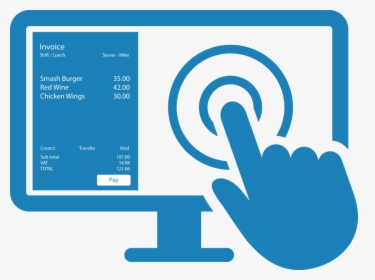 Invoice
Shift / Lunch Server - Mike
Smash Burger 35.00
Red Wine 42.00
Chicken Wings 30.00
Correct Transfer Void
Sub-total 107.00
VAT 14.98
TOTAL 121.98
Pay